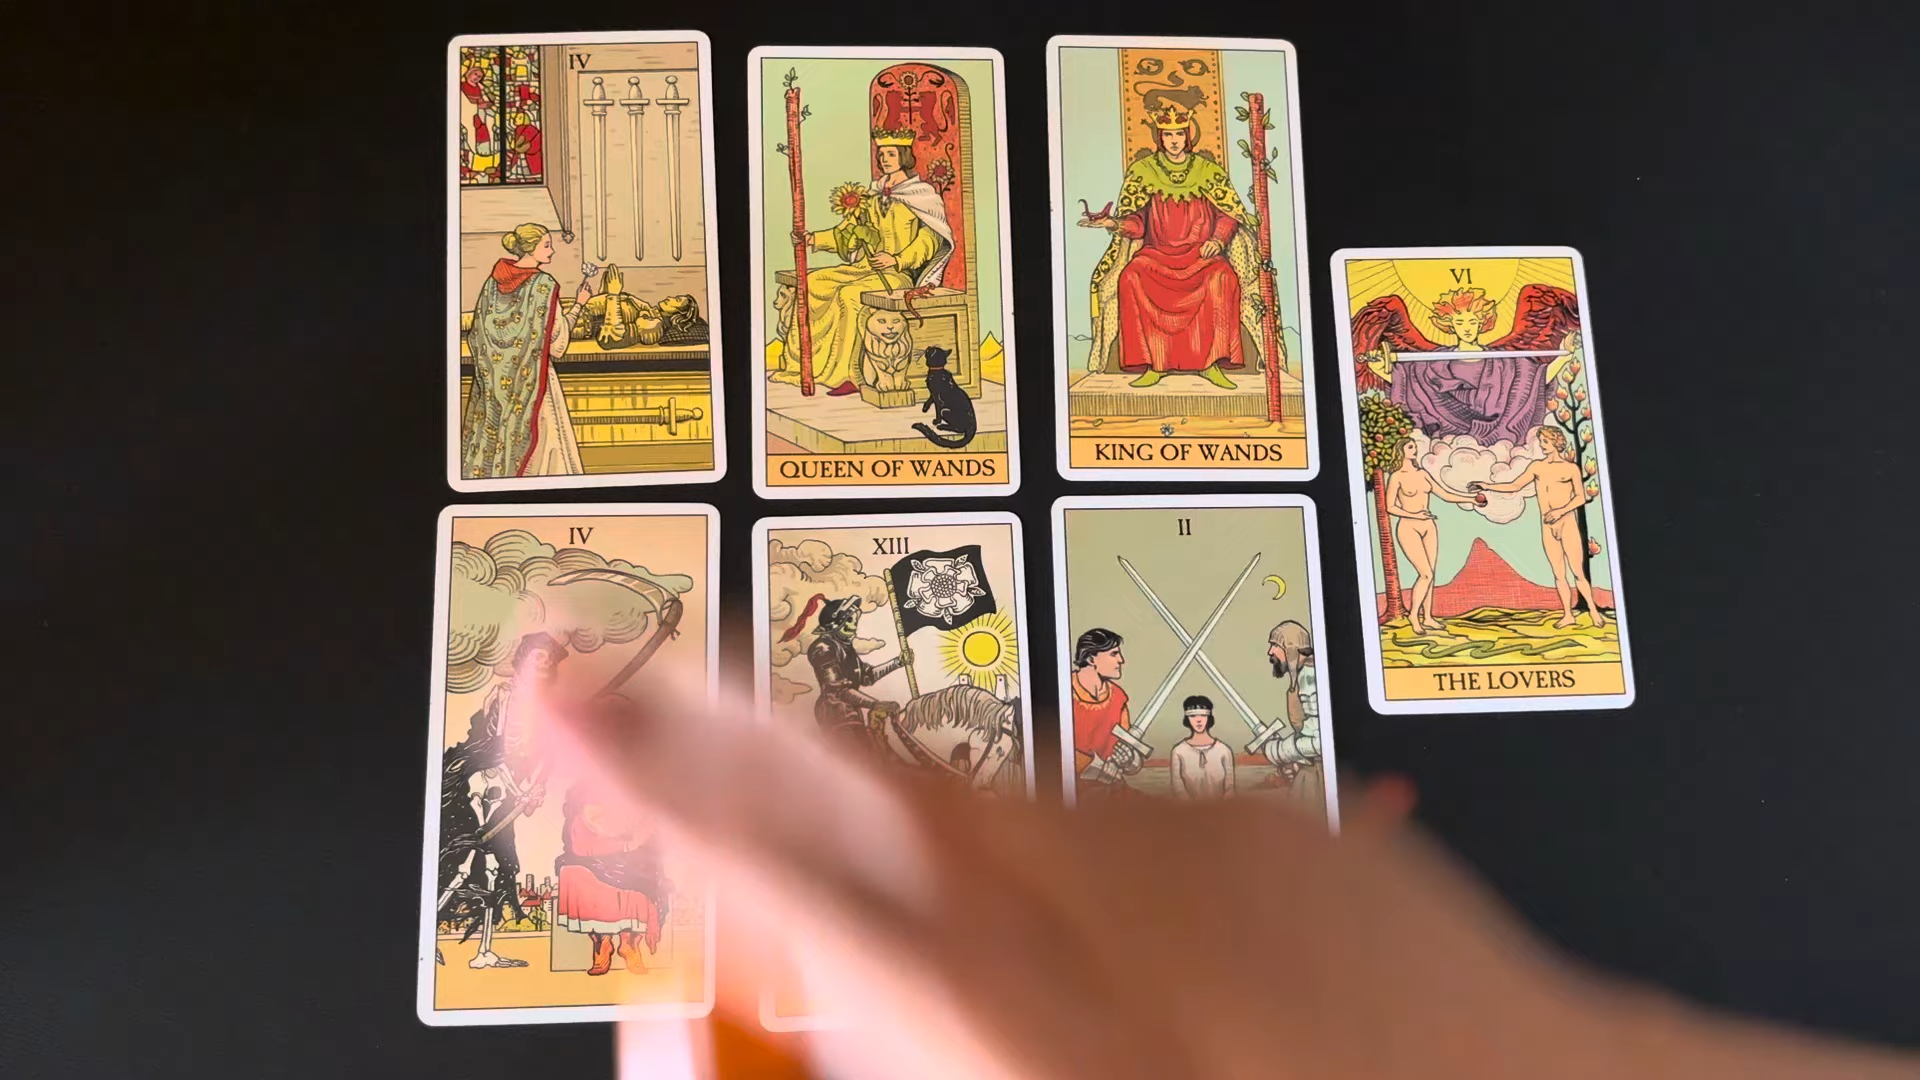 IV
QUEEN OF WANDS
KING OF WANDS
VI
THE LOVERS
IV
XIII
II